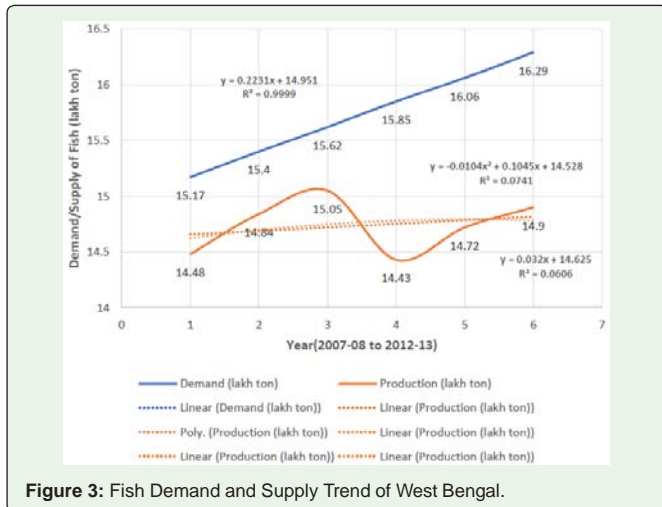 16.5
16
15.5
15
14.5
14
Demand/Supply of Fish (lakh ton)
y = 0.2231x + 14.951
R² = 0.9999
16.29
16.06
15.85
15.62
15.4
15.17
y = -0.0104x² + 0.1045x + 14.528
R² = 0.0741
15.05
14.84
14.9
14.72
14.48
14.43
y = 0.032x + 14.625
R² = 0.0606
0 1 2 3 4 5 6 7
Year(2007-08 to 2012-13)
Demand (lakh ton) Production (lakh ton)
Linear (Demand (lakh ton)) Linear (Production (lakh ton))
Poly. (Production (lakh ton)) Linear (Production (lakh ton))
Linear (Production (lakh ton)) Linear (Production (lakh ton))
Figure 3: Fish Demand and Supply Trend of West Bengal.